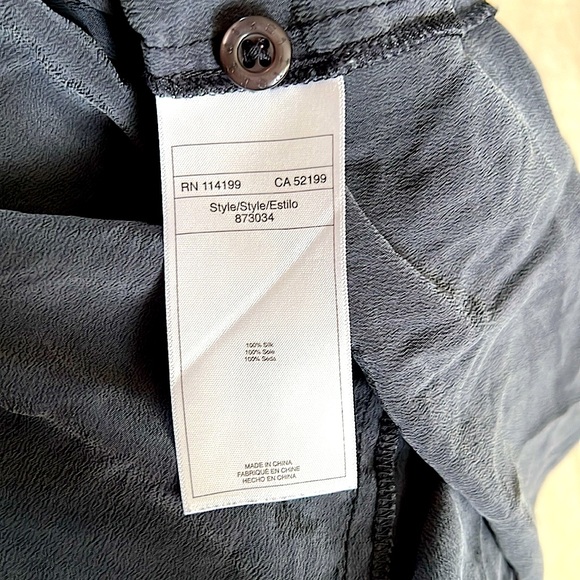 RN 114199 CA 52199
Style/Style/Estilo
873034
100% Silk
100% Soie
100% Seda
MADE IN CHINA
FABRIQUÉ EN CHINE
HECHO EN CHINA